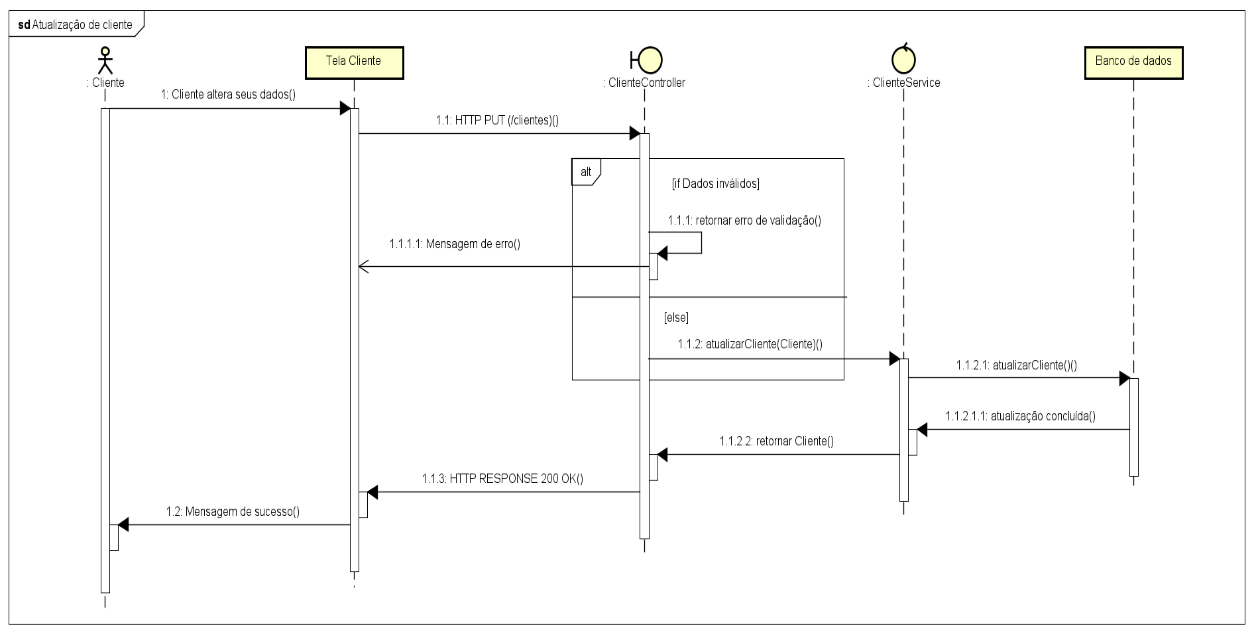 sd Atualização de cliente
: Cliente
Tela Cliente
: ClienteController
: ClienteService
Banco de dados
1: Cliente altera seus dados()
1.1: HTTP PUT (/clientes)()
alt
[if Dados inválidos]
1.1.1: retornar erro de validação()
1.1.1.1: Mensagem de erro()
[else]
1.1.2: atualizarCliente(Cliente)()
1.1.2.1: atualizarCliente()()
1.1.2.1.1: atualização concluída()
1.1.2.2: retornar Cliente()
1.1.3: HTTP RESPONSE 200 OK()
1.2: Mensagem de sucesso()